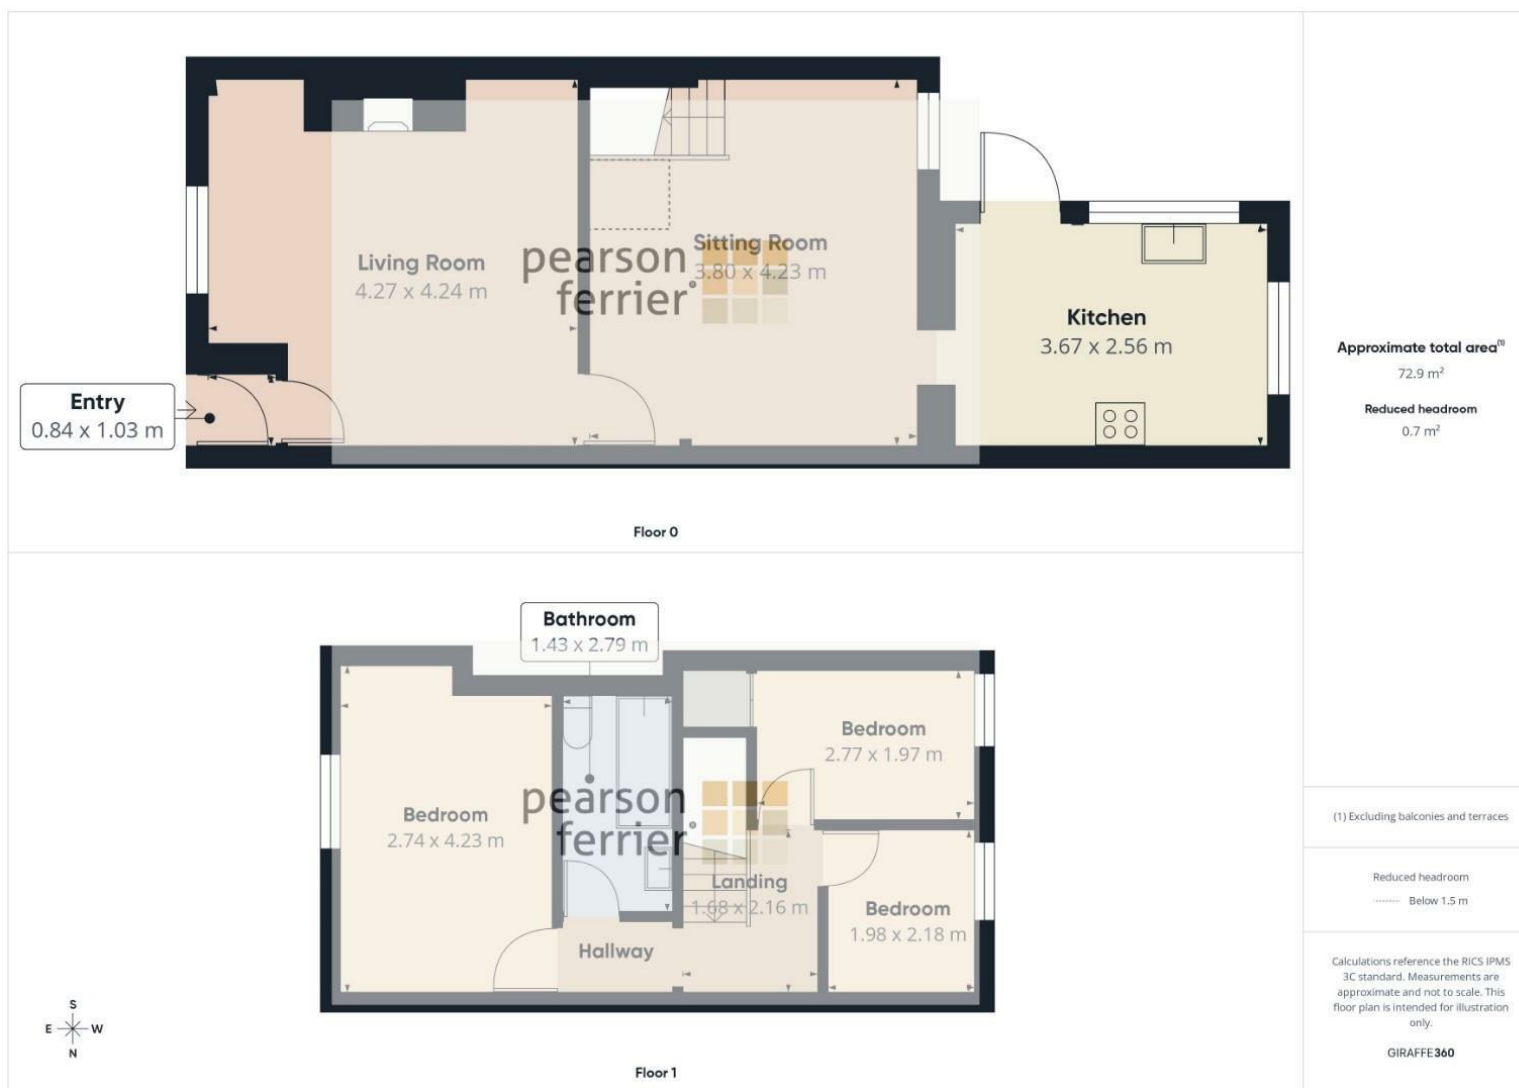 Living Room
4.27 x 4.24 m
pearson
ferrier
Sitting Room
3.80 x 4.23 m
Kitchen
3.67 x 2.56 m
Entry
0.84 x 1.03 m
Floor 0
Approximate total area(1)
72.9 m²
Reduced headroom
0.7 m²
Bathroom
1.43 x 2.79 m
Bedroom
2.77 x 1.97 m
Bedroom
2.74 x 4.23 m
pearson
ferrier
Landing
1.68 x 2.16 m
Bedroom
1.98 x 2.18 m
Hallway
S
E W
N
Floor 1
(1) Excluding balconies and terraces
Reduced headroom
Below 1.5 m
Calculations reference the RICS IPMS
3C standard. Measurements are
approximate and not to scale. This
floor plan is intended for illustration
only.
GIRAFFE360